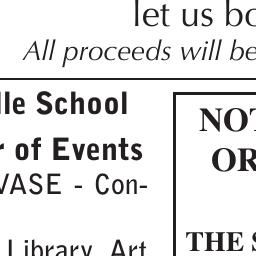 let us bo
All proceeds will be
lle School
r of Events
VASE - Con-
Library, Art
NOT
OR
THE S